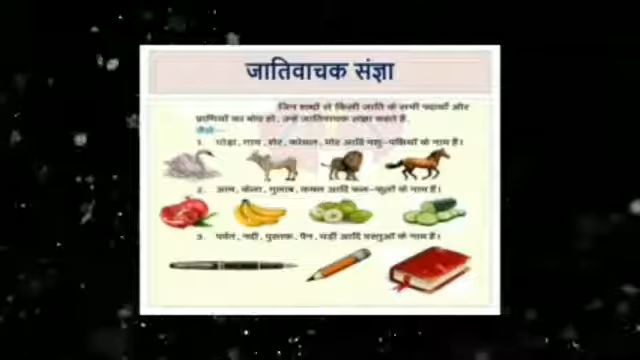 जातिवाचक संज्ञा
जिन शब्दों से किसी जाति के सभी पदार्थों और
प्राणियों का बोध हो, उन्हें जातिवाचक संज्ञा कहते हैं.
जैसे-
1. घोड़ा, गाय, शेर, कोयल, मोर आदि पशु-पक्षियों के नाम हैं।
2. आम, केला, गुलाब, कमल आदि फल-फूलों के नाम हैं।
3. पर्वत, नदी, पुस्तक, पैन, घड़ी आदि वस्तुओं के नाम हैं।